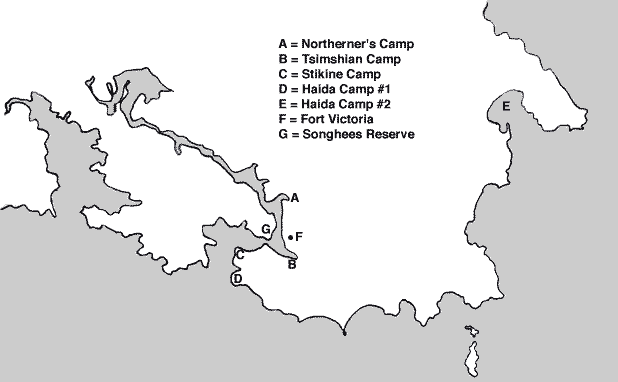 A = Northerner's Camp
B = Tsimshian Camp
C = Stikine Camp
D = Haida Camp #1
E = Haida Camp #2
F = Fort Victoria
G = Songhees Reserve
E
A
G
F
C
B
D